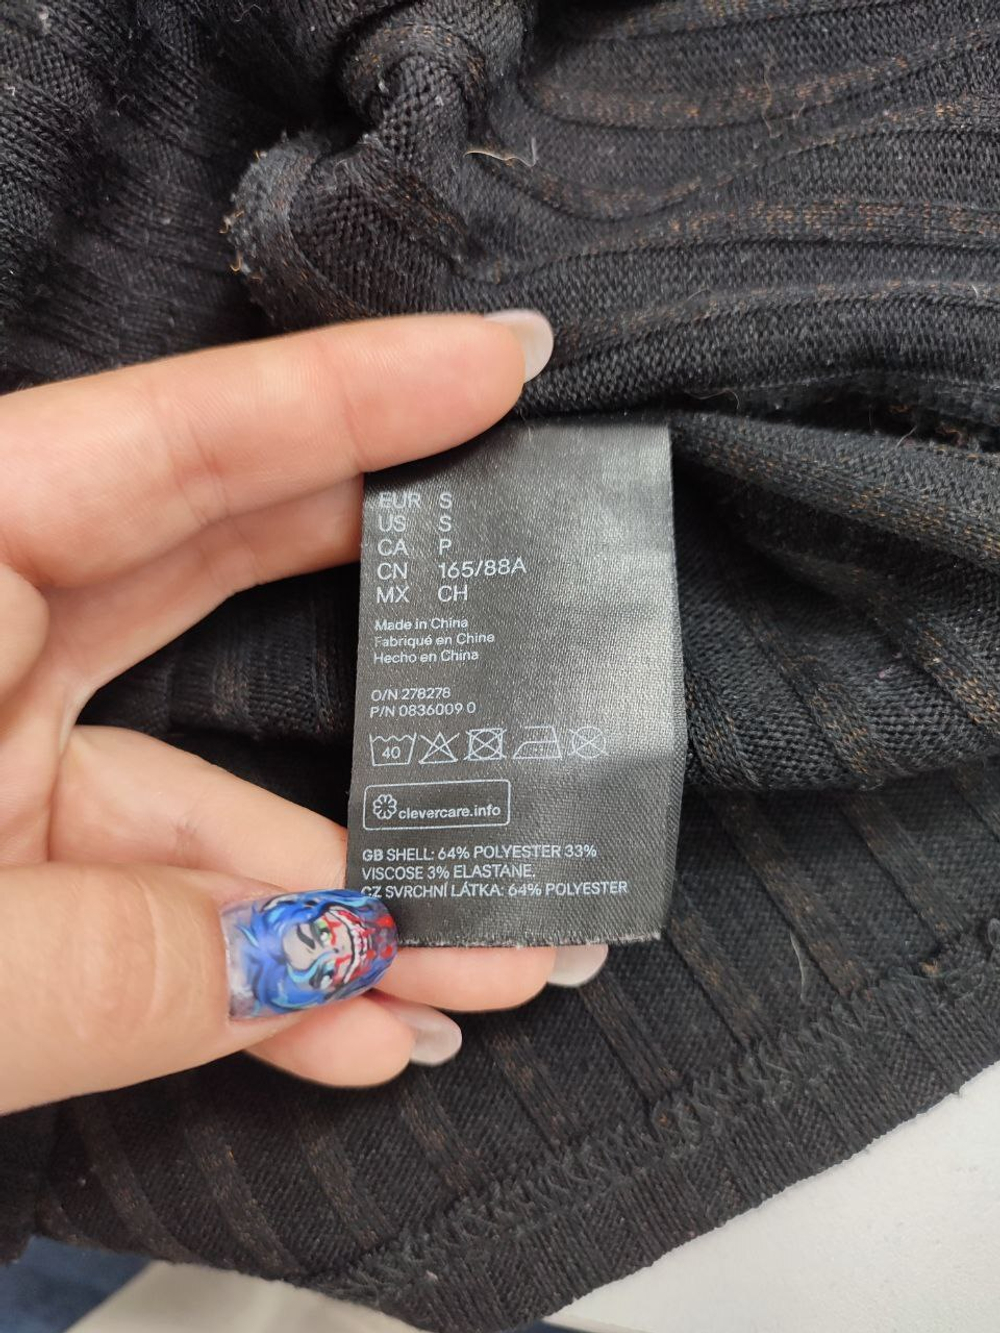 EUR S
US S
CA P
CN 165/88A
MX CH
Made in China
Fabriqué en Chine
Hecho en China
O/N 278278
P/N 0836009 0
40
clevercare.info
GB SHELL: 64% POLYESTER 33%
VISCOSE 3% ELASTANE.
CZ SVRCHNÍ LÁTKA: 64% POLYESTER